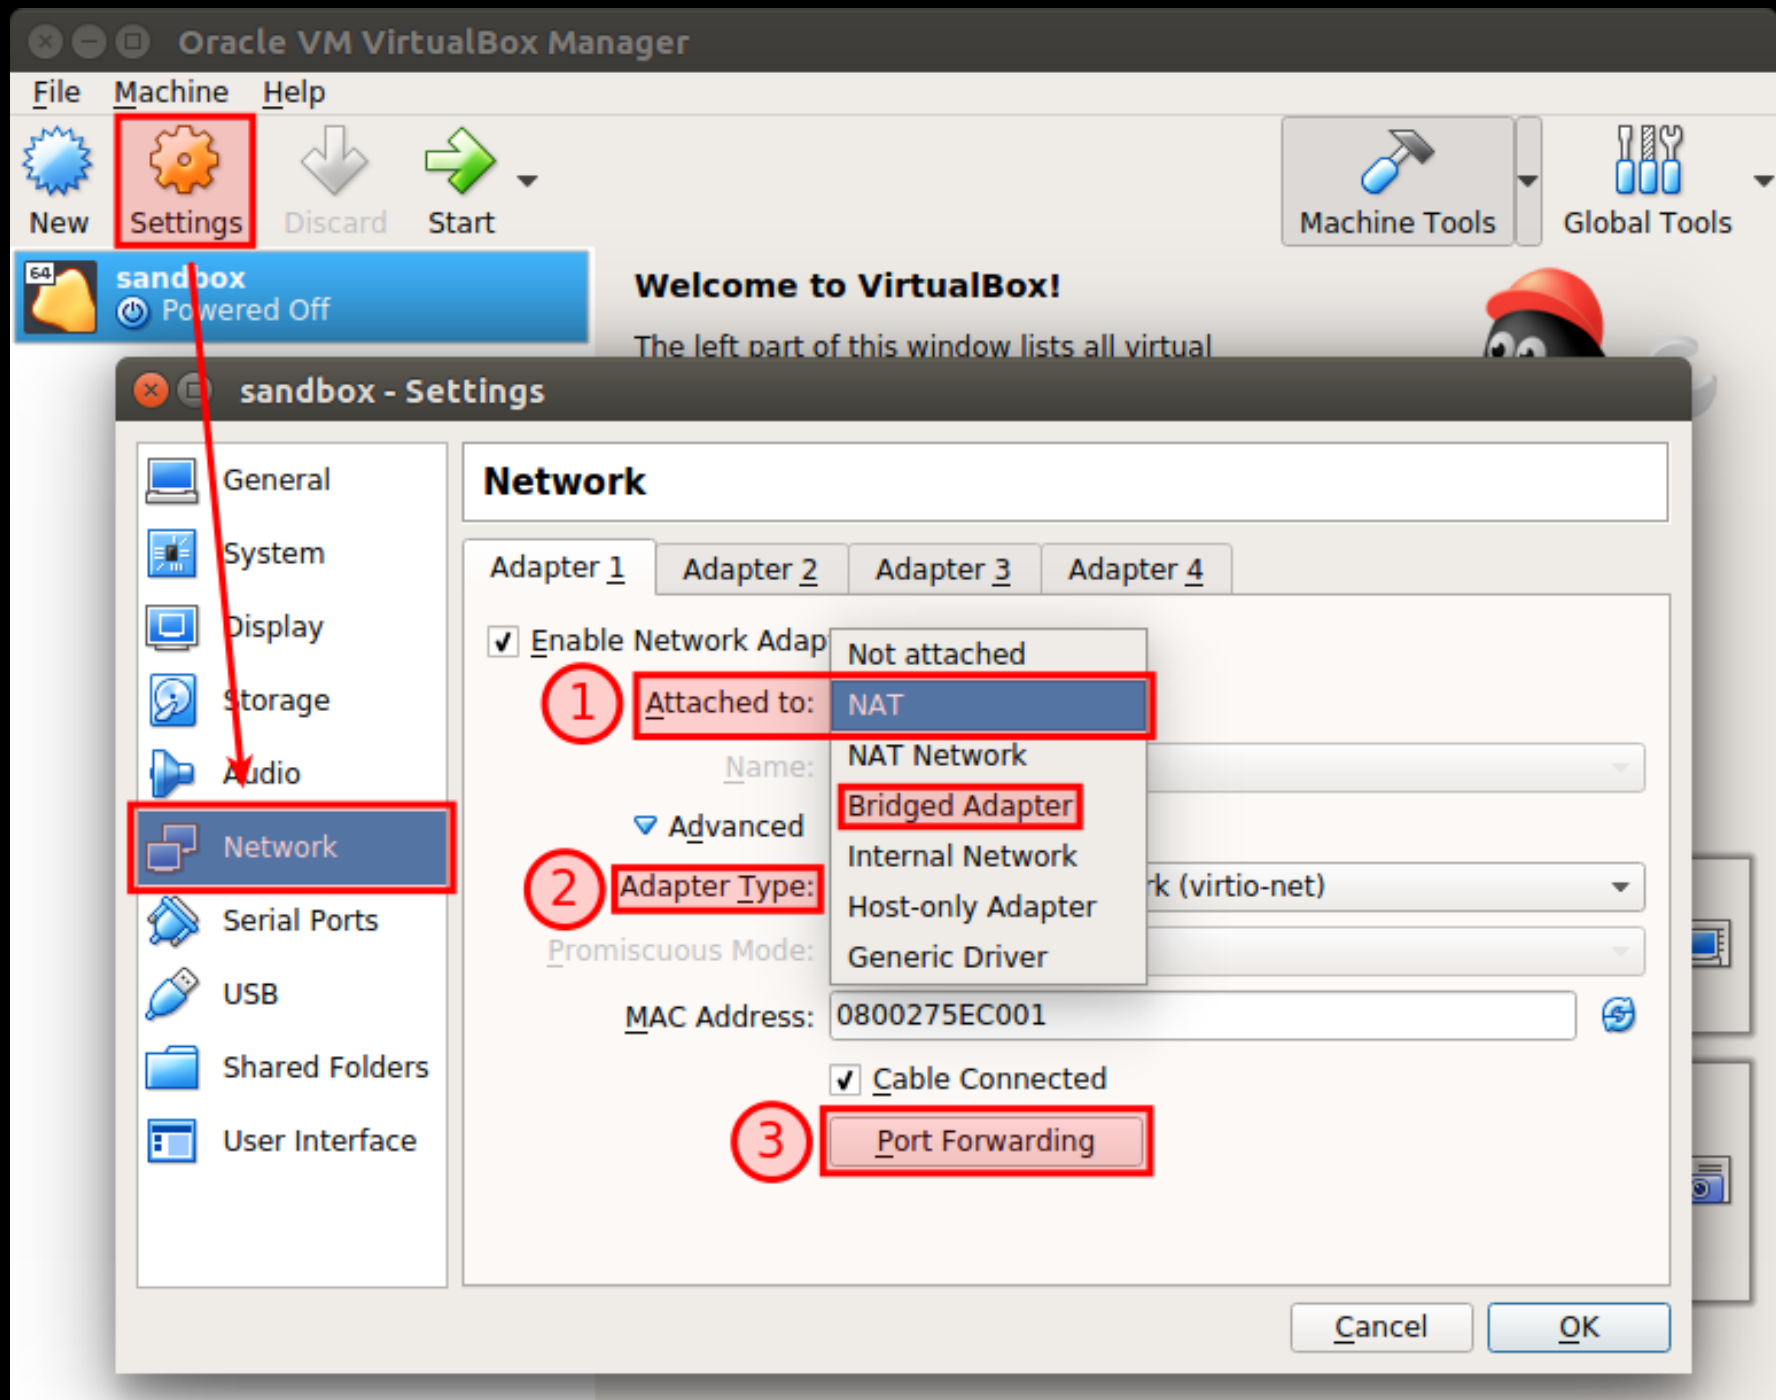 Oracle VM VirtualBox Manager
File Machine Help
New Settings Discard Start Machine Tools Global Tools
64 sandbox
Powered Off
Welcome to VirtualBox!
The left part of this window lists all virtual
sandbox - Settings
General
System
Display
Storage
Audio
Network
Serial Ports
USB
Shared Folders
User Interface
Network
Adapter 1 Adapter 2 Adapter 3 Adapter 4
Enable Network Adap
Not attached
1 Attached to: NAT
NAT Network
Name:
Bridged Adapter
Advanced
Internal Network
2 Adapter Type: rk (virtio-net)
Host-only Adapter
Promiscuous Mode:
Generic Driver
MAC Address: 0800275EC001
Cable Connected
3 Port Forwarding
Cancel OK